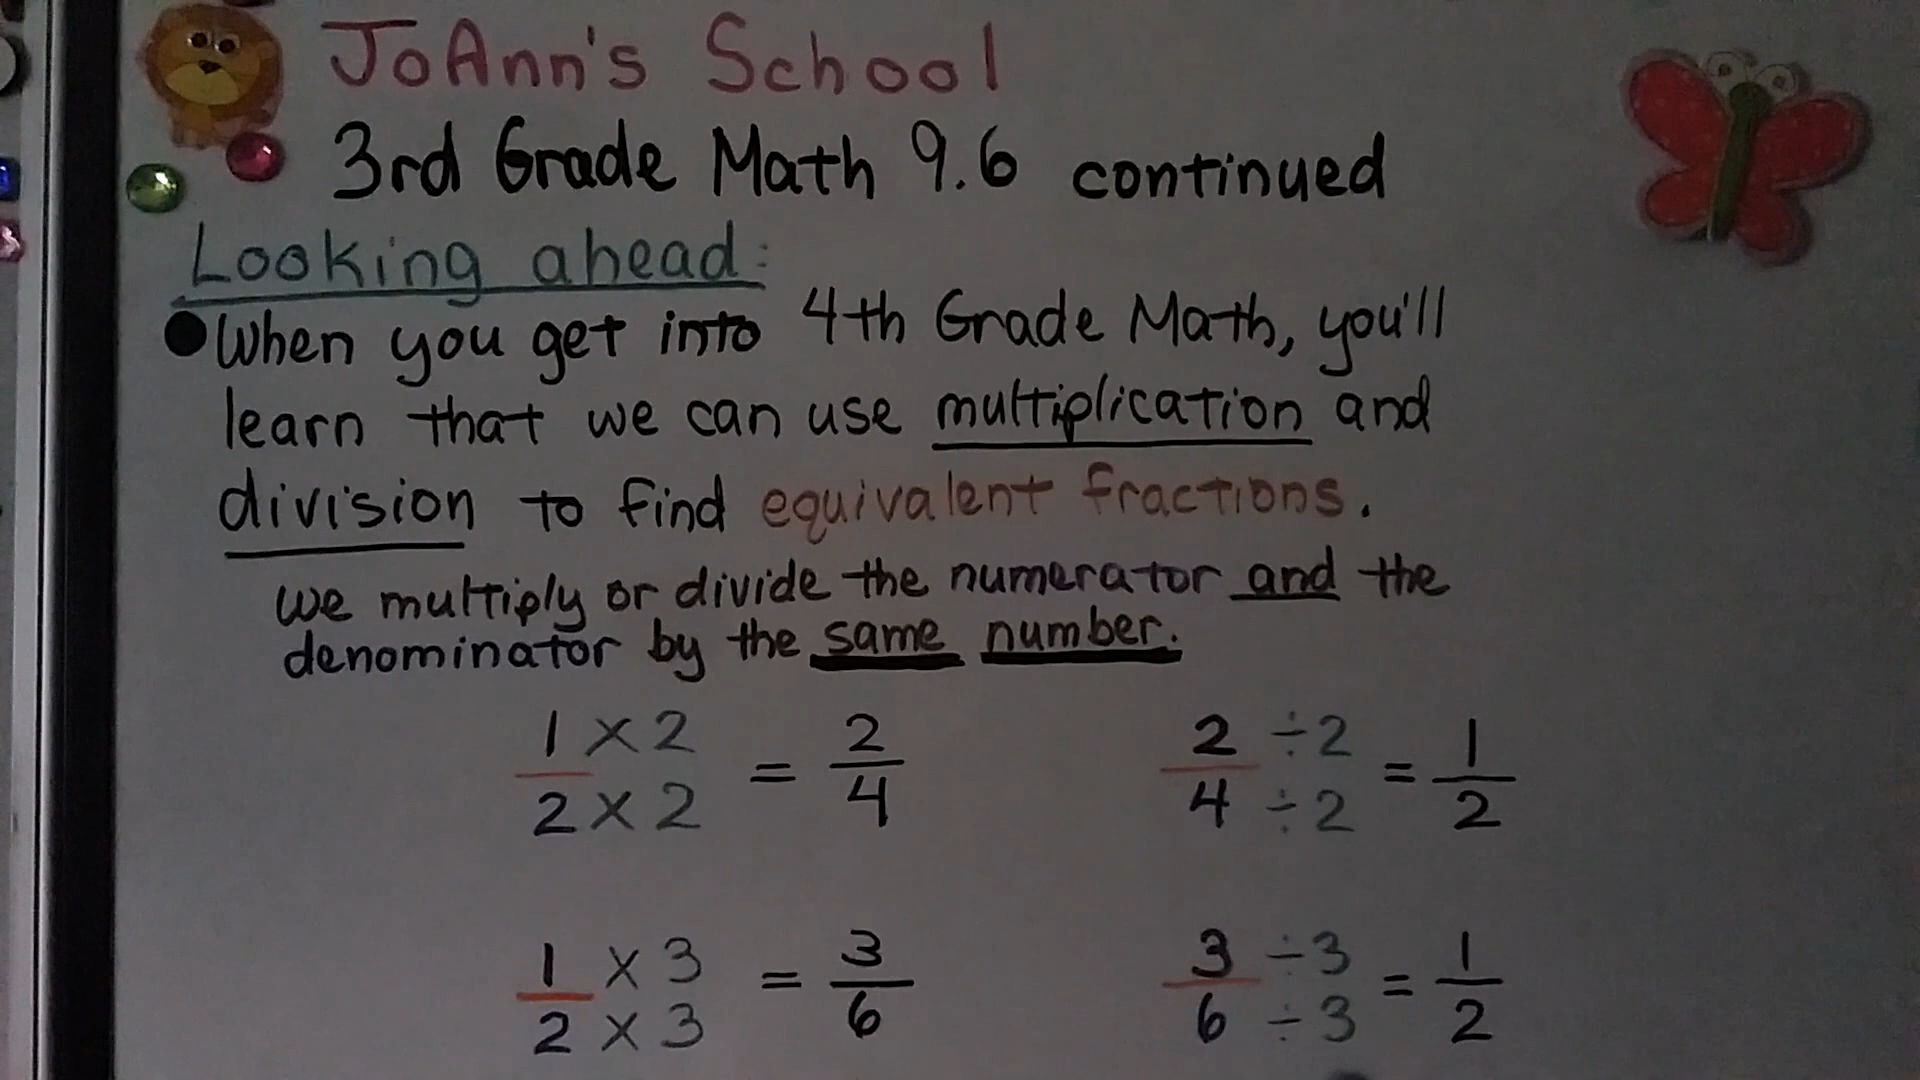 JoAnn's School
3rd Grade Math 9.6 continued
Looking ahead:
When you get into 4th Grade Math, you'll
learn that we can use multiplication and
division to find equivalent fractions.
we multiply or divide the numerator and the
denominator by the same number.
1 × 2 / 2 × 2 = 2/4
2 ÷ 2 / 4 ÷ 2 = 1/2
1 × 3 / 2 × 3 = 3/6
3 ÷ 3 / 6 ÷ 3 = 1/2